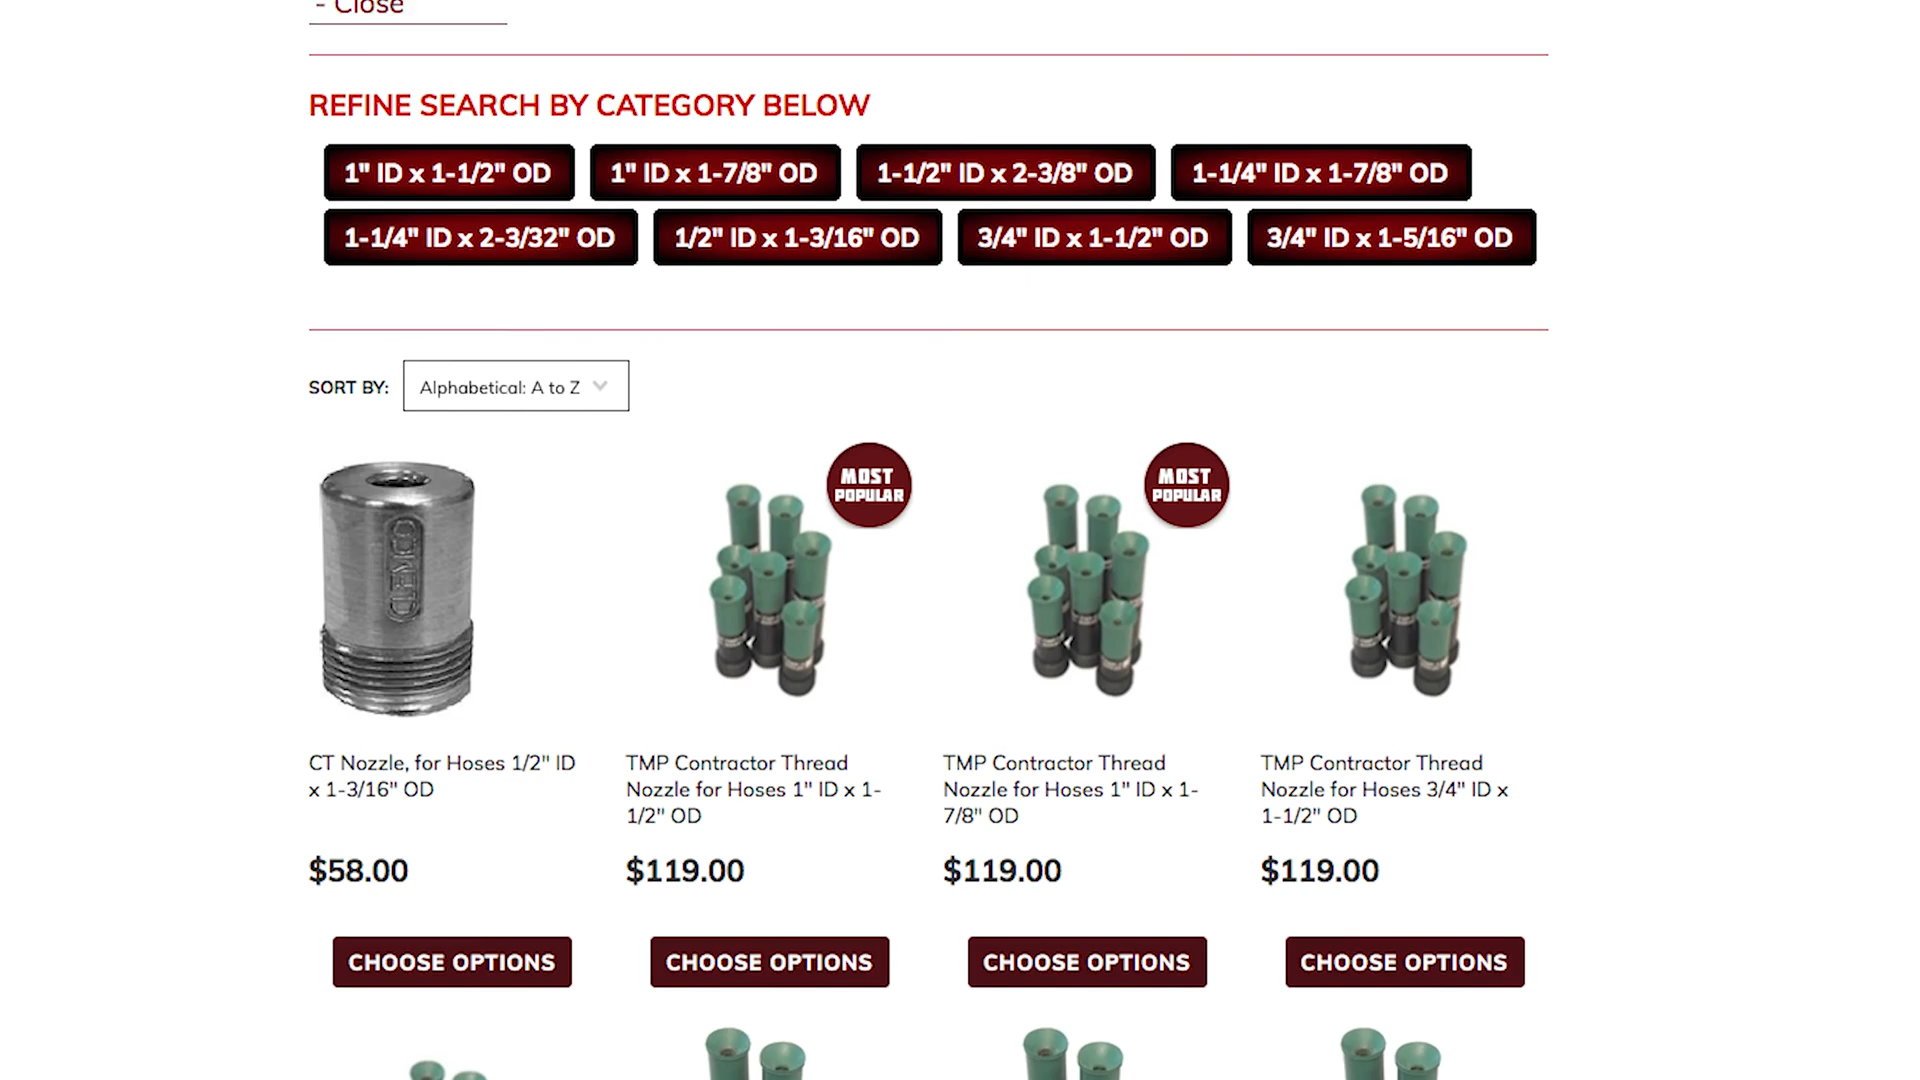 - Close
REFINE SEARCH BY CATEGORY BELOW
1" ID x 1-1/2" OD
1" ID x 1-7/8" OD
1-1/2" ID x 2-3/8" OD
1-1/4" ID x 1-7/8" OD
1-1/4" ID x 2-3/32" OD
1/2" ID x 1-3/16" OD
3/4" ID x 1-1/2" OD
3/4" ID x 1-5/16" OD
SORT BY:
Alphabetical: A to Z
CLEMCO
MOST
POPULAR
MOST
POPULAR
CT Nozzle, for Hoses 1/2" ID
x 1-3/16" OD
$58.00
CHOOSE OPTIONS
TMP Contractor Thread
Nozzle for Hoses 1" ID x 1-
1/2" OD
$119.00
CHOOSE OPTIONS
TMP Contractor Thread
Nozzle for Hoses 1" ID x 1-
7/8" OD
$119.00
CHOOSE OPTIONS
TMP Contractor Thread
Nozzle for Hoses 3/4" ID x
1-1/2" OD
$119.00
CHOOSE OPTIONS